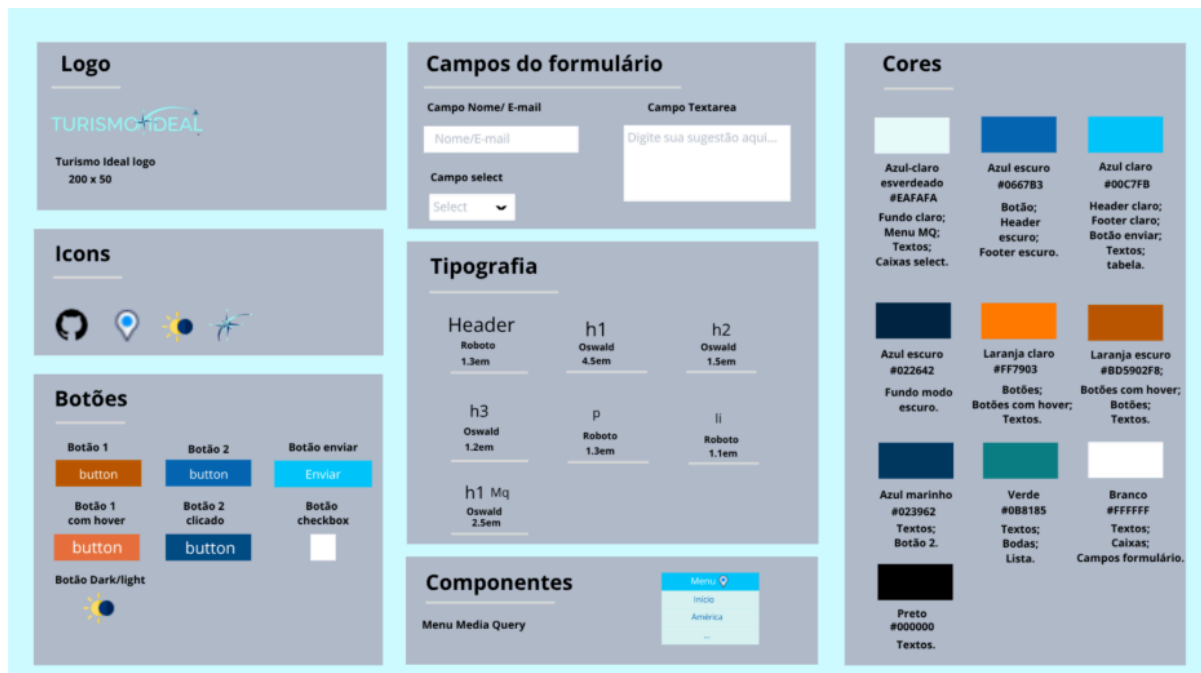 Logo
TURISMO IDEAL
Turismo Ideal logo
200 x 50
Icons
Botões
Botão 1
button
Botão 2
button
Botão enviar
Enviar
Botão 1
com hover
button
Botão 2
clicado
button
Botão
checkbox
Botão Dark/light
Campos do formulário
Campo Nome/ E-mail
Nome/E-mail
Campo select
Select
Campo Textarea
Digite sua sugestão aqui...
Tipografia
Header
Roboto
1.3em
h1
Oswald
4.5em
h2
Oswald
1.5em
h3
Oswald
1.2em
p
Roboto
1.3em
li
Roboto
1.1em
h1 Mq
Oswald
2.5em
Componentes
Menu Media Query
Menu
Início
América
...
Cores
Azul-claro
esverdeado
#EAFAFA
Fundo claro;
Menu MQ;
Textos;
Caixas select.
Azul escuro
#0667B3
Botão;
Header
escuro;
Footer escuro.
Azul claro
#00C7FB
Header claro;
Footer claro;
Botão enviar;
Textos;
tabela.
Azul escuro
#022642
Fundo modo
escuro.
Laranja claro
#FF7903
Botões;
Botões com hover;
Textos.
Laranja escuro
#BD5902F8;
Botões com hover;
Botões;
Textos.
Azul marinho
#023962
Textos;
Botão 2.
Verde
#0B8185
Textos;
Bodas;
Lista.
Branco
#FFFFFF
Textos;
Caixas;
Campos formulário.
Preto
#000000
Textos.